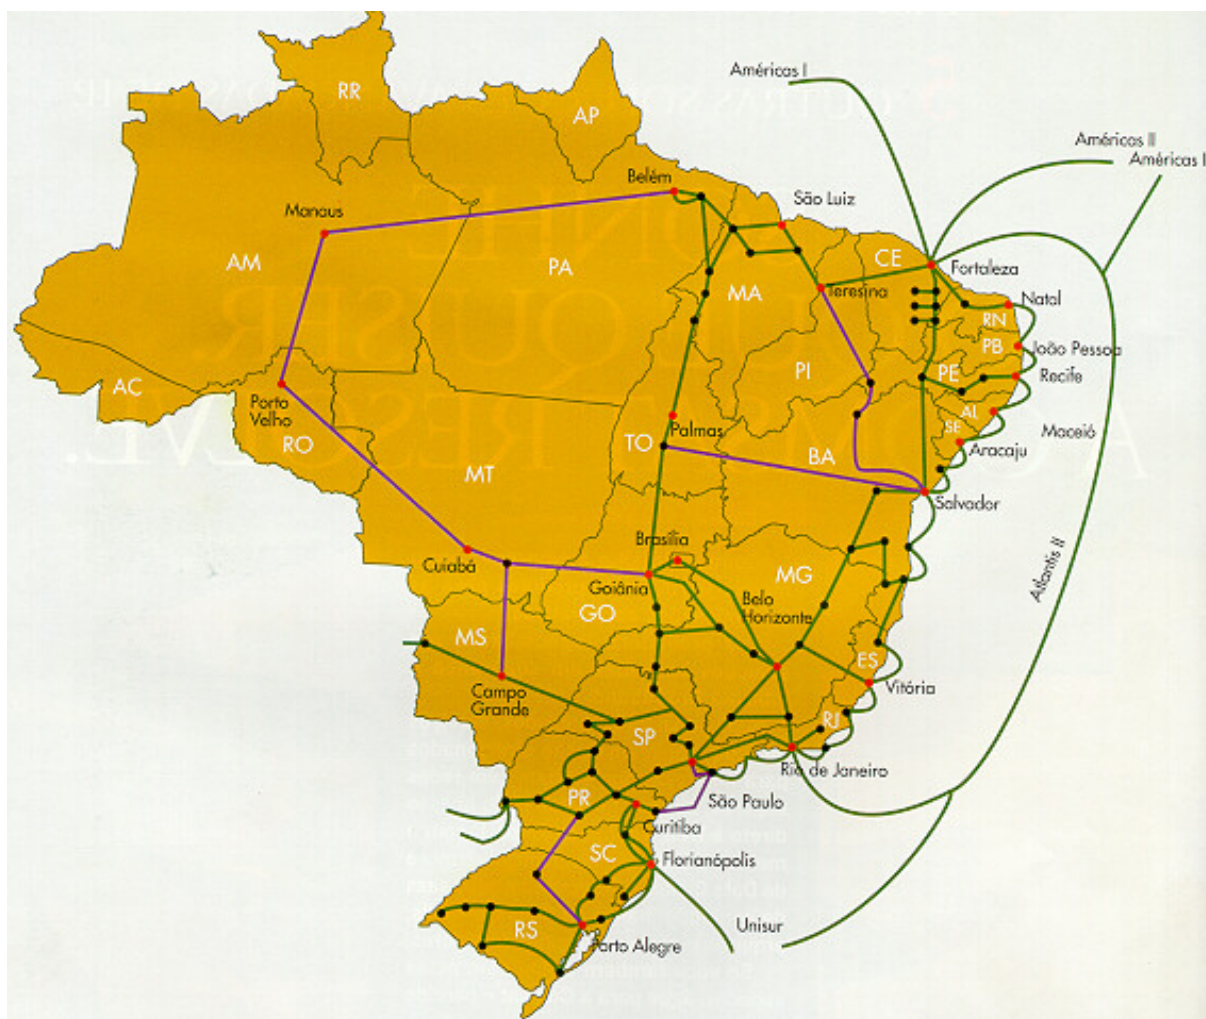 Américas I
RR
AP
Américas II
Américas I
Belém
São Luiz
Manaus
AM
PA
CE
Fortaleza
MA
Teresina
Natal
RN
PB
João Pessoa
PI
PE
Recife
AC
Porto
Velho
AL
SE
Maceió
RO
Palmas
TO
BA
Aracaju
MT
Salvador
Brasília
Cuiabá
Atlantis II
MG
Goiânia
GO
Belo
Horizonte
MS
ES
Vitória
Campo
Grande
RJ
SP
Rio de Janeiro
PR
São Paulo
Curitiba
SC
Florianópolis
RS
Unisur
Porto Alegre